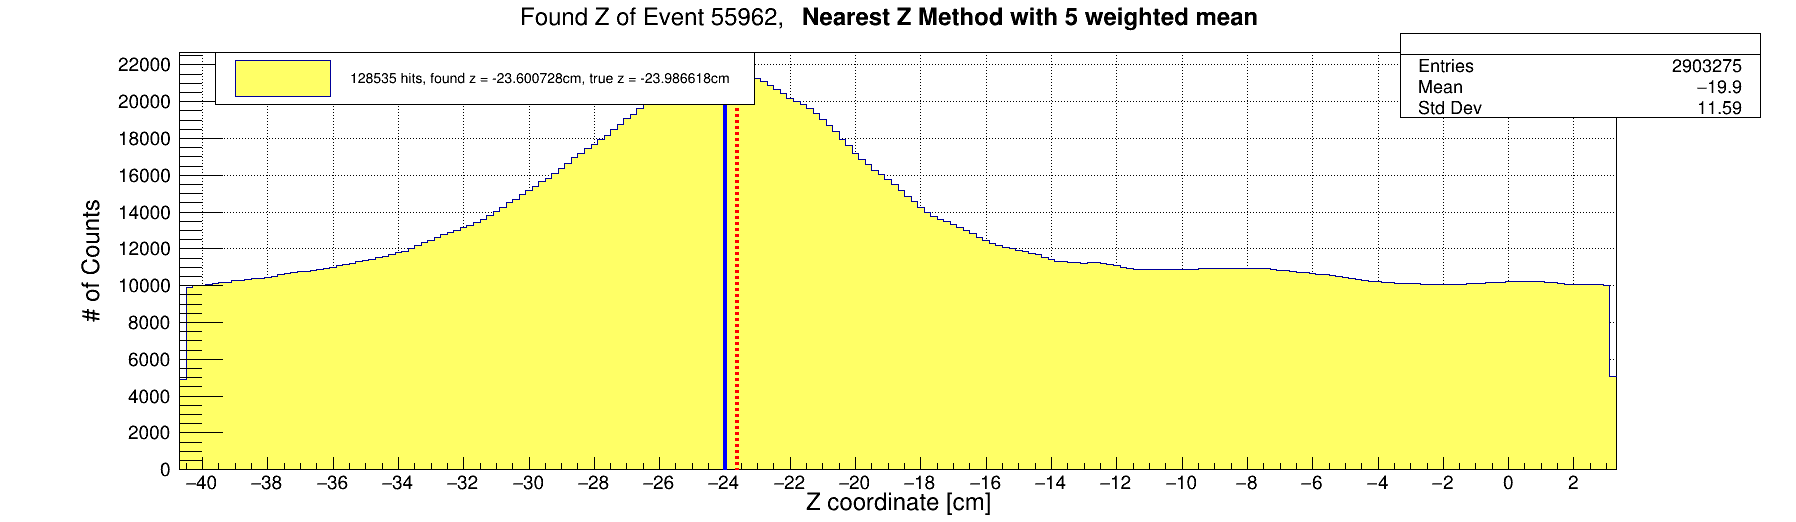 Found Z of Event 55962, Nearest Z Method with 5 weighted mean
128535 hits, found z = -23.600728cm, true z = -23.986618cm
Entries 2903275
Mean −19.9
Std Dev 11.59
22000
20000
18000
16000
14000
12000
10000
8000
6000
4000
2000
0
# of Counts
−40 −38 −36 −34 −32 −30 −28 −26 −24 −22 −20 −18 −16 −14 −12 −10 −8 −6 −4 −2 0 2
Z coordinate [cm]